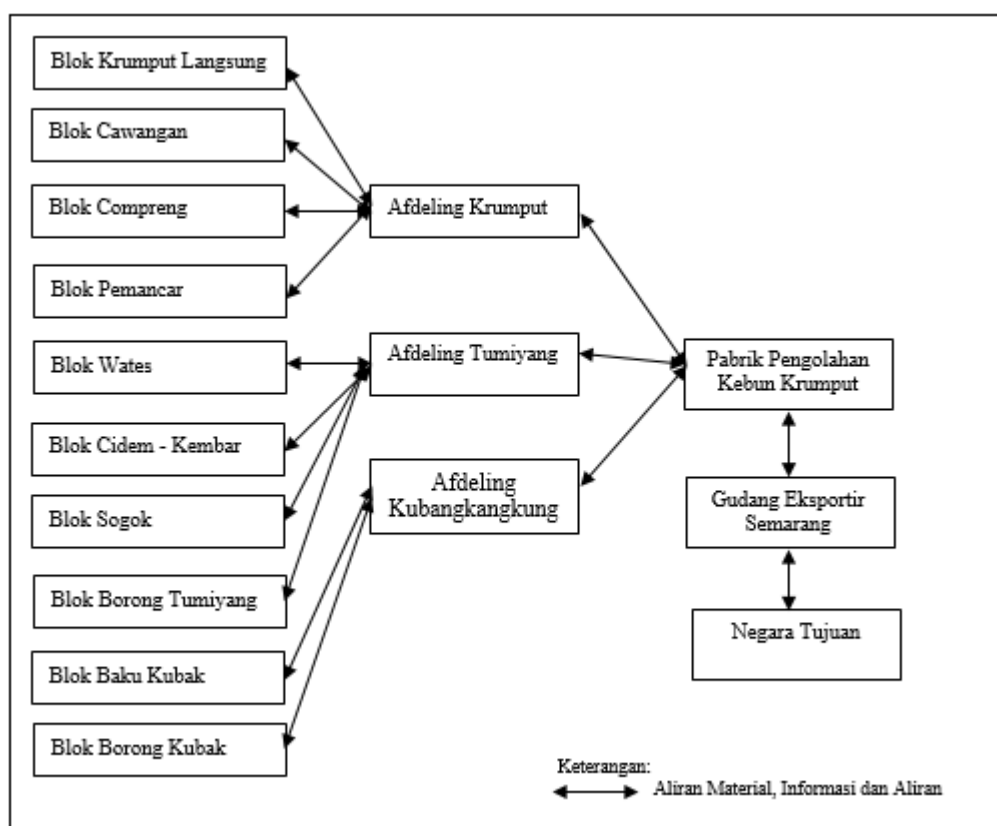 Blok Krumput Langsung
Blok Cawangan
Blok Compreng
Blok Pemancar
Blok Wates
Blok Cidem - Kembar
Blok Sogok
Blok Borong Tumiyang
Blok Baku Kubak
Blok Borong Kubak
Afdeling Krumput
Afdeling Tumiyang
Afdeling
Kubangkangkung
Pabrik Pengolahan
Kebun Krumput
Gudang Eksportir
Semarang
Negara Tujuan
Keterangan:
Aliran Material, Informasi dan Aliran